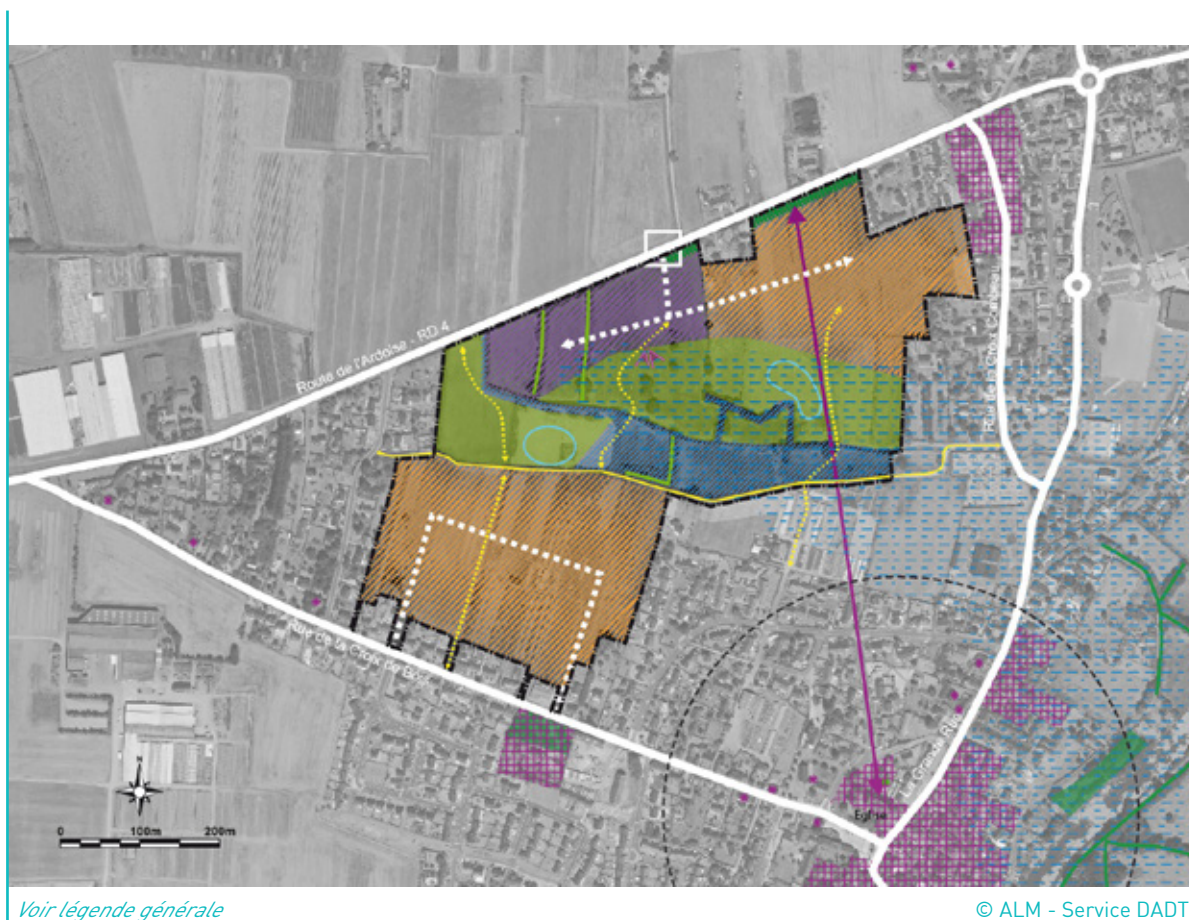 Route de l'Ardoise - RD 4
Rue de la Croix de Bois
La Grande Rue
Eglise
N
0 100m 200m
Voir légende générale
© ALM - Service DADT